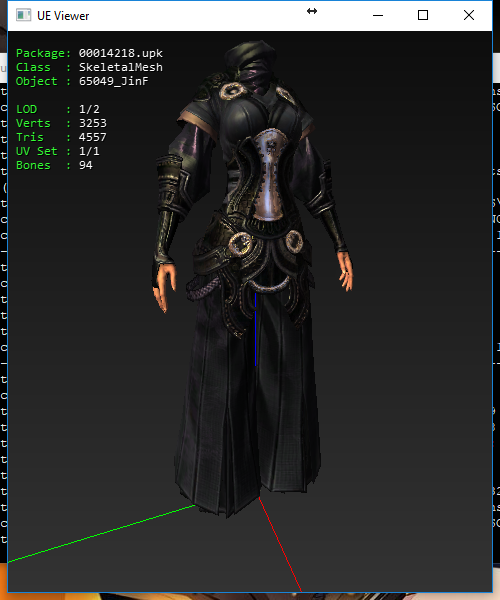 UE Viewer
Package: 00014218.upk
Class : SkeletalMesh
Object : 65049_JinF
LOD : 1/2
Verts : 3253
Tris : 4557
UV Set : 1/1
Bones : 94